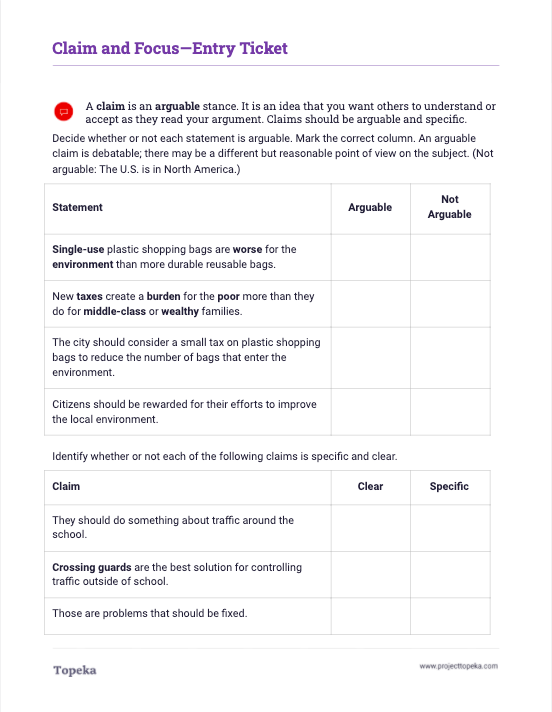 Claim and Focus—Entry Ticket
A claim is an arguable stance. It is an idea that you want others to understand or
accept as they read your argument. Claims should be arguable and specific.
Decide whether or not each statement is arguable. Mark the correct column. An arguable
claim is debatable; there may be a different but reasonable point of view on the subject. (Not
arguable: The U.S. is in North America.)
Statement
Arguable
Not
Arguable
Single-use plastic shopping bags are worse for the
environment than more durable reusable bags.
New taxes create a burden for the poor more than they
do for middle-class or wealthy families.
The city should consider a small tax on plastic shopping
bags to reduce the number of bags that enter the
environment.
Citizens should be rewarded for their efforts to improve
the local environment.
Identify whether or not each of the following claims is specific and clear.
Claim
Clear
Specific
They should do something about traffic around the
school.
Crossing guards are the best solution for controlling
traffic outside of school.
Those are problems that should be fixed.
Topeka
www.projecttopeka.com